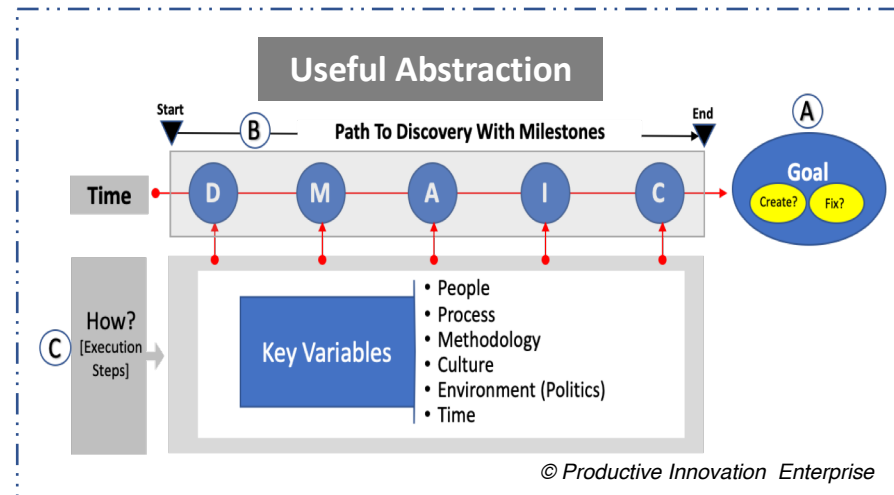 Useful Abstraction
Start
B
Path To Discovery With Milestones
End
A
Time
D
M
A
I
C
Goal
Create?
Fix?
C
How?
[Execution
Steps]
Key Variables
• People
• Process
• Methodology
• Culture
• Environment (Politics)
• Time
© Productive Innovation Enterprise